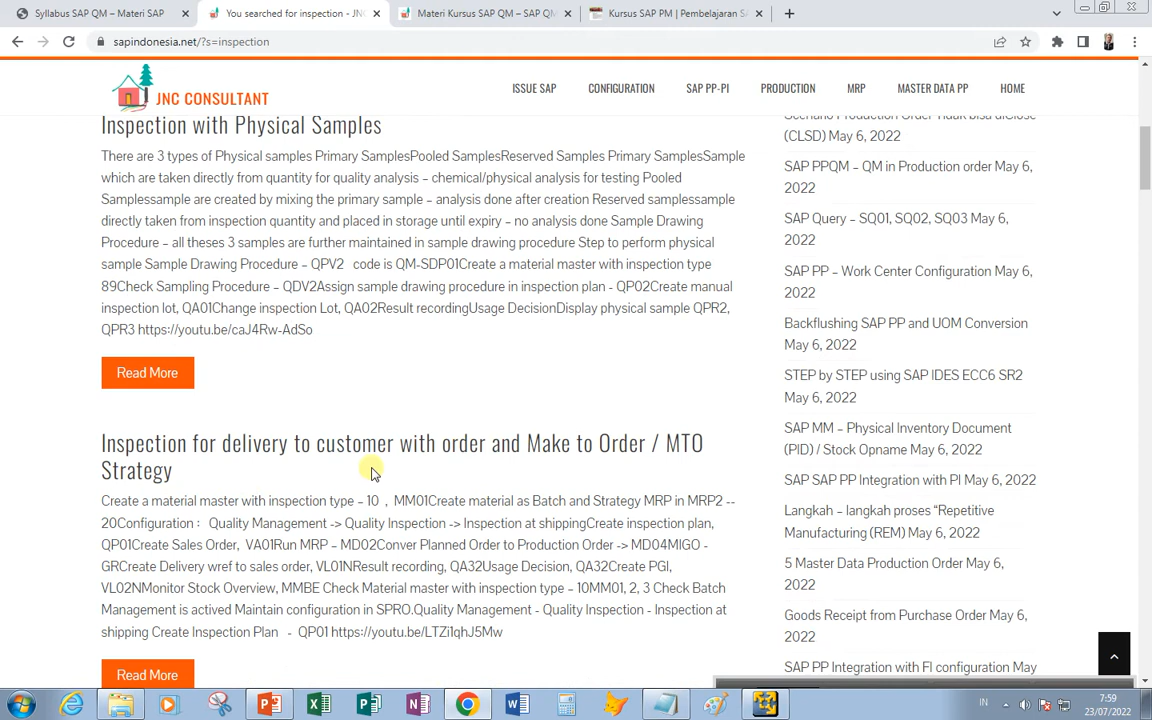 Syllabus SAP QM – Materi SAP
You searched for inspection - JNC
Materi Kursus SAP QM – SAP QM
Kursus SAP PM | Pembelajaran SA
sapindonesia.net/?s=inspection
JNC CONSULTANT
ISSUE SAP
CONFIGURATION
SAP PP-PI
PRODUCTION
MRP
MASTER DATA PP
HOME
Inspection with Physical Samples
There are 3 types of Physical samples Primary SamplesPooled SamplesReserved Samples Primary SamplesSample
which are taken directly from quantity for quality analysis – chemical/physical analysis for testing Pooled
Samplessample are created by mixing the primary sample – analysis done after creation Reserved samplessample
directly taken from inspection quantity and placed in storage until expiry – no analysis done Sample Drawing
Procedure – all theses 3 samples are further maintained in sample drawing procedure Step to perform physical
sample Sample Drawing Procedure – QPV2   code is QM-SDP01Create a material master with inspection type
89Check Sampling Procedure – QDV2Assign sample drawing procedure in inspection plan - QP02Create manual
inspection lot, QA01Change inspection Lot, QA02Result recordingUsage DecisionDisplay physical sample QPR2,
QPR3 https://youtu.be/caJ4Rw-AdSo
Read More
Inspection for delivery to customer with order and Make to Order / MTO
Strategy
Create a material master with inspection type – 10 ,  MM01Create material as Batch and Strategy MRP in MRP2 --
20Configuration :   Quality Management -> Quality Inspection -> Inspection at shippingCreate inspection plan,
QP01Create Sales Order,  VA01Run MRP – MD02Conver Planned Order to Production Order -> MD04MIGO -
GRCreate Delivery wref to sales order, VL01NResult recording, QA32Usage Decision, QA32Create PGI,
VL02NMonitor Stock Overview, MMBE Check Material master with inspection type – 10MM01, 2, 3 Check Batch
Management is actived Maintain configuration in SPRO.Quality Management - Quality Inspection - Inspection at
shipping Create Inspection Plan  -  QP01 https://youtu.be/LTZi1qhJ5Mw
Read More
Scenario Production Order Tidak bisa diClose
(CLSD) May 6, 2022
SAP PPQM – QM in Production order May 6,
2022
SAP Query – SQ01, SQ02, SQ03 May 6,
2022
SAP PP – Work Center Configuration May 6,
2022
Backflushing SAP PP and UOM Conversion
May 6, 2022
STEP by STEP using SAP IDES ECC6 SR2
May 6, 2022
SAP MM – Physical Inventory Document
(PID) / Stock Opname May 6, 2022
SAP SAP PP Integration with PI May 6, 2022
Langkah – langkah proses “Repetitive
Manufacturing (REM) May 6, 2022
5 Master Data Production Order May 6,
2022
Goods Receipt from Purchase Order May 6,
2022
SAP PP Integration with FI configuration May
IN
7:59
23/07/2022